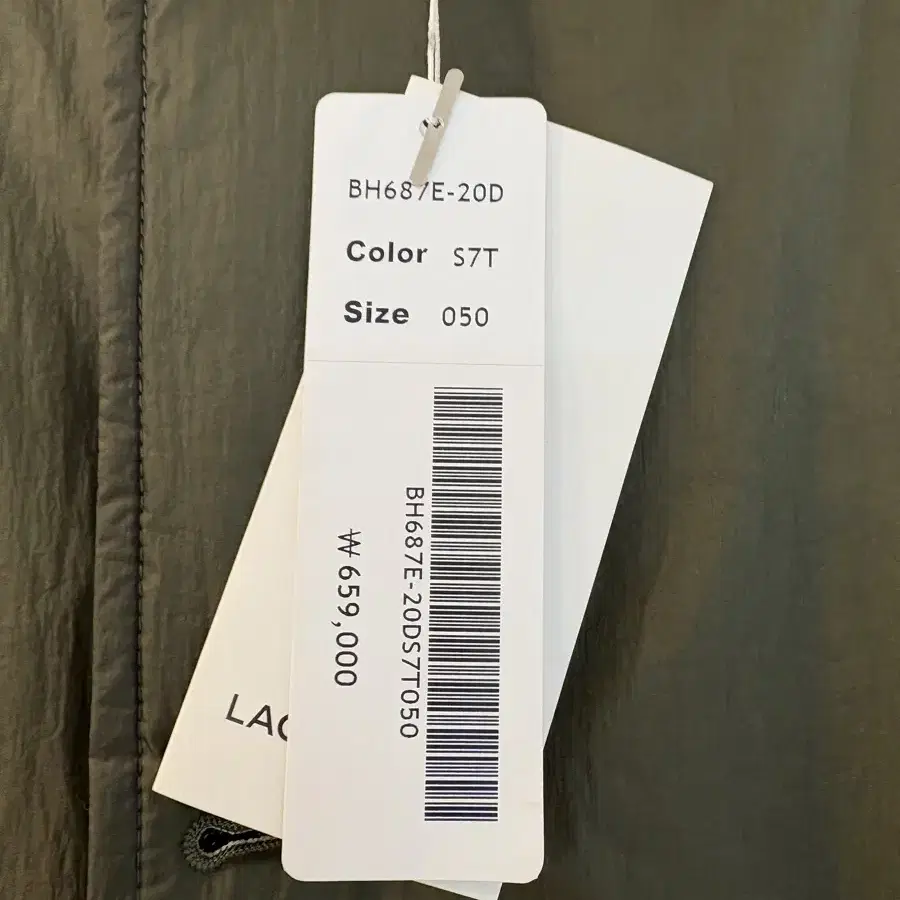 BH687E-20D
Color S7T
Size 050
BH687E-20DS7T050
₩659,000
LAC